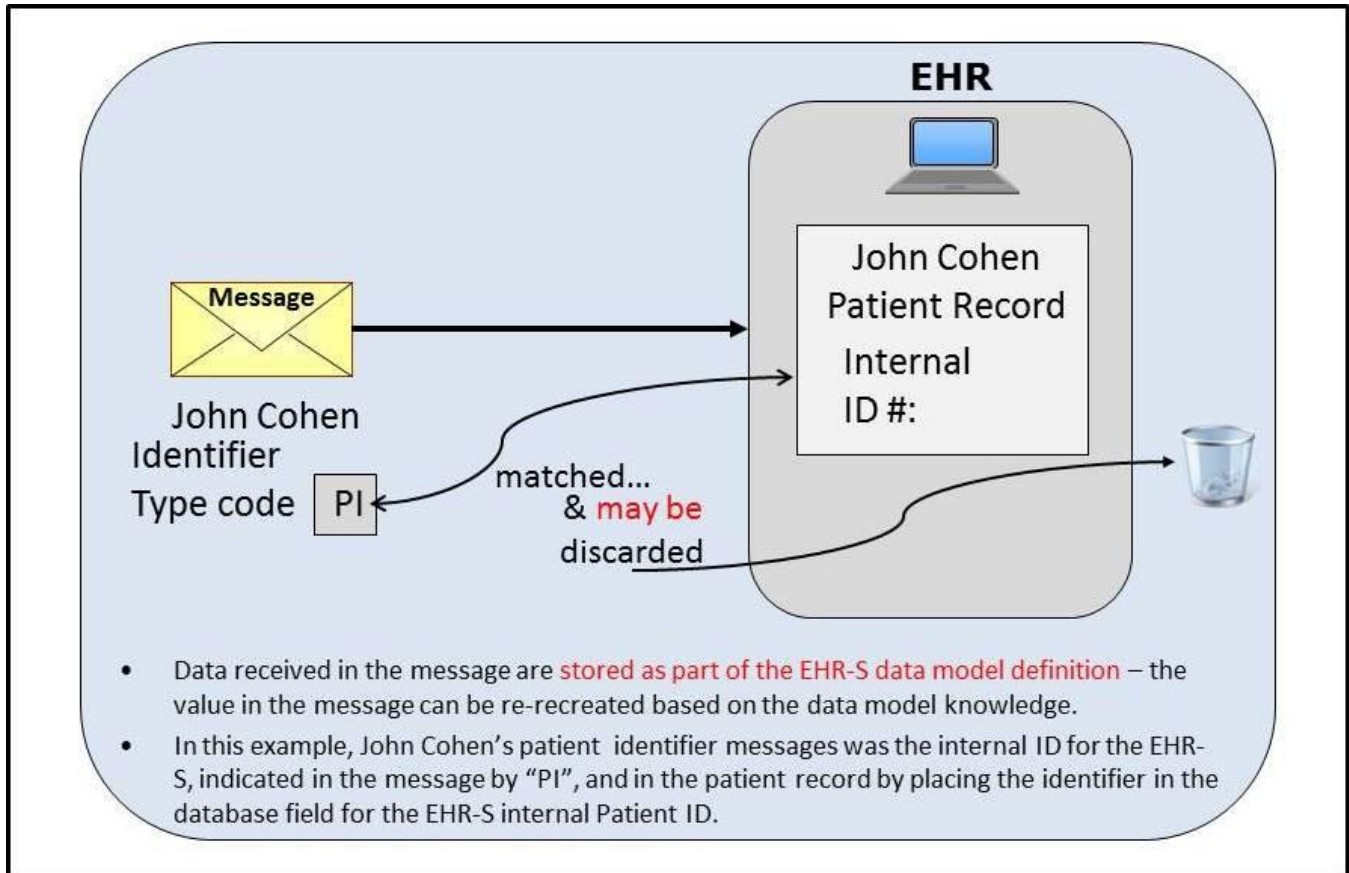 EHR
Message
John Cohen
Patient Record
Internal
ID #:
John Cohen
Identifier
Type code PI
matched...
& may be
discarded
• Data received in the message are stored as part of the EHR-S data model definition – the
value in the message can be re-recreated based on the data model knowledge.
• In this example, John Cohen's patient identifier messages was the internal ID for the EHR-
S, indicated in the message by “PI”, and in the patient record by placing the identifier in the
database field for the EHR-S internal Patient ID.